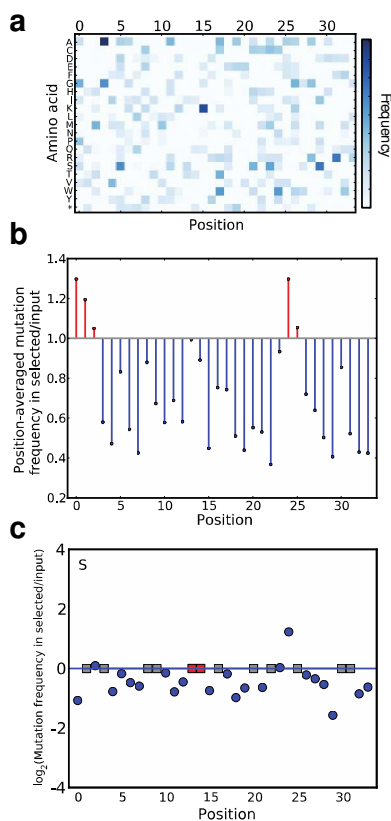 a
0 5 10 15 20 25 30
A
C
D
E
F
G
H
I
K
L
M
N
P
Q
R
S
T
V
W
Y
*
Amino acid
Position
Frequency
b
1.4
1.2
1.0
0.8
0.6
0.4
0.2
Position-averaged mutation
frequency in selected/input
0 5 10 15 20 25 30
Position
c
S
4
2
0
-2
-4
log2(Mutation frequency in selected/input)
0 5 10 15 20 25 30
Position